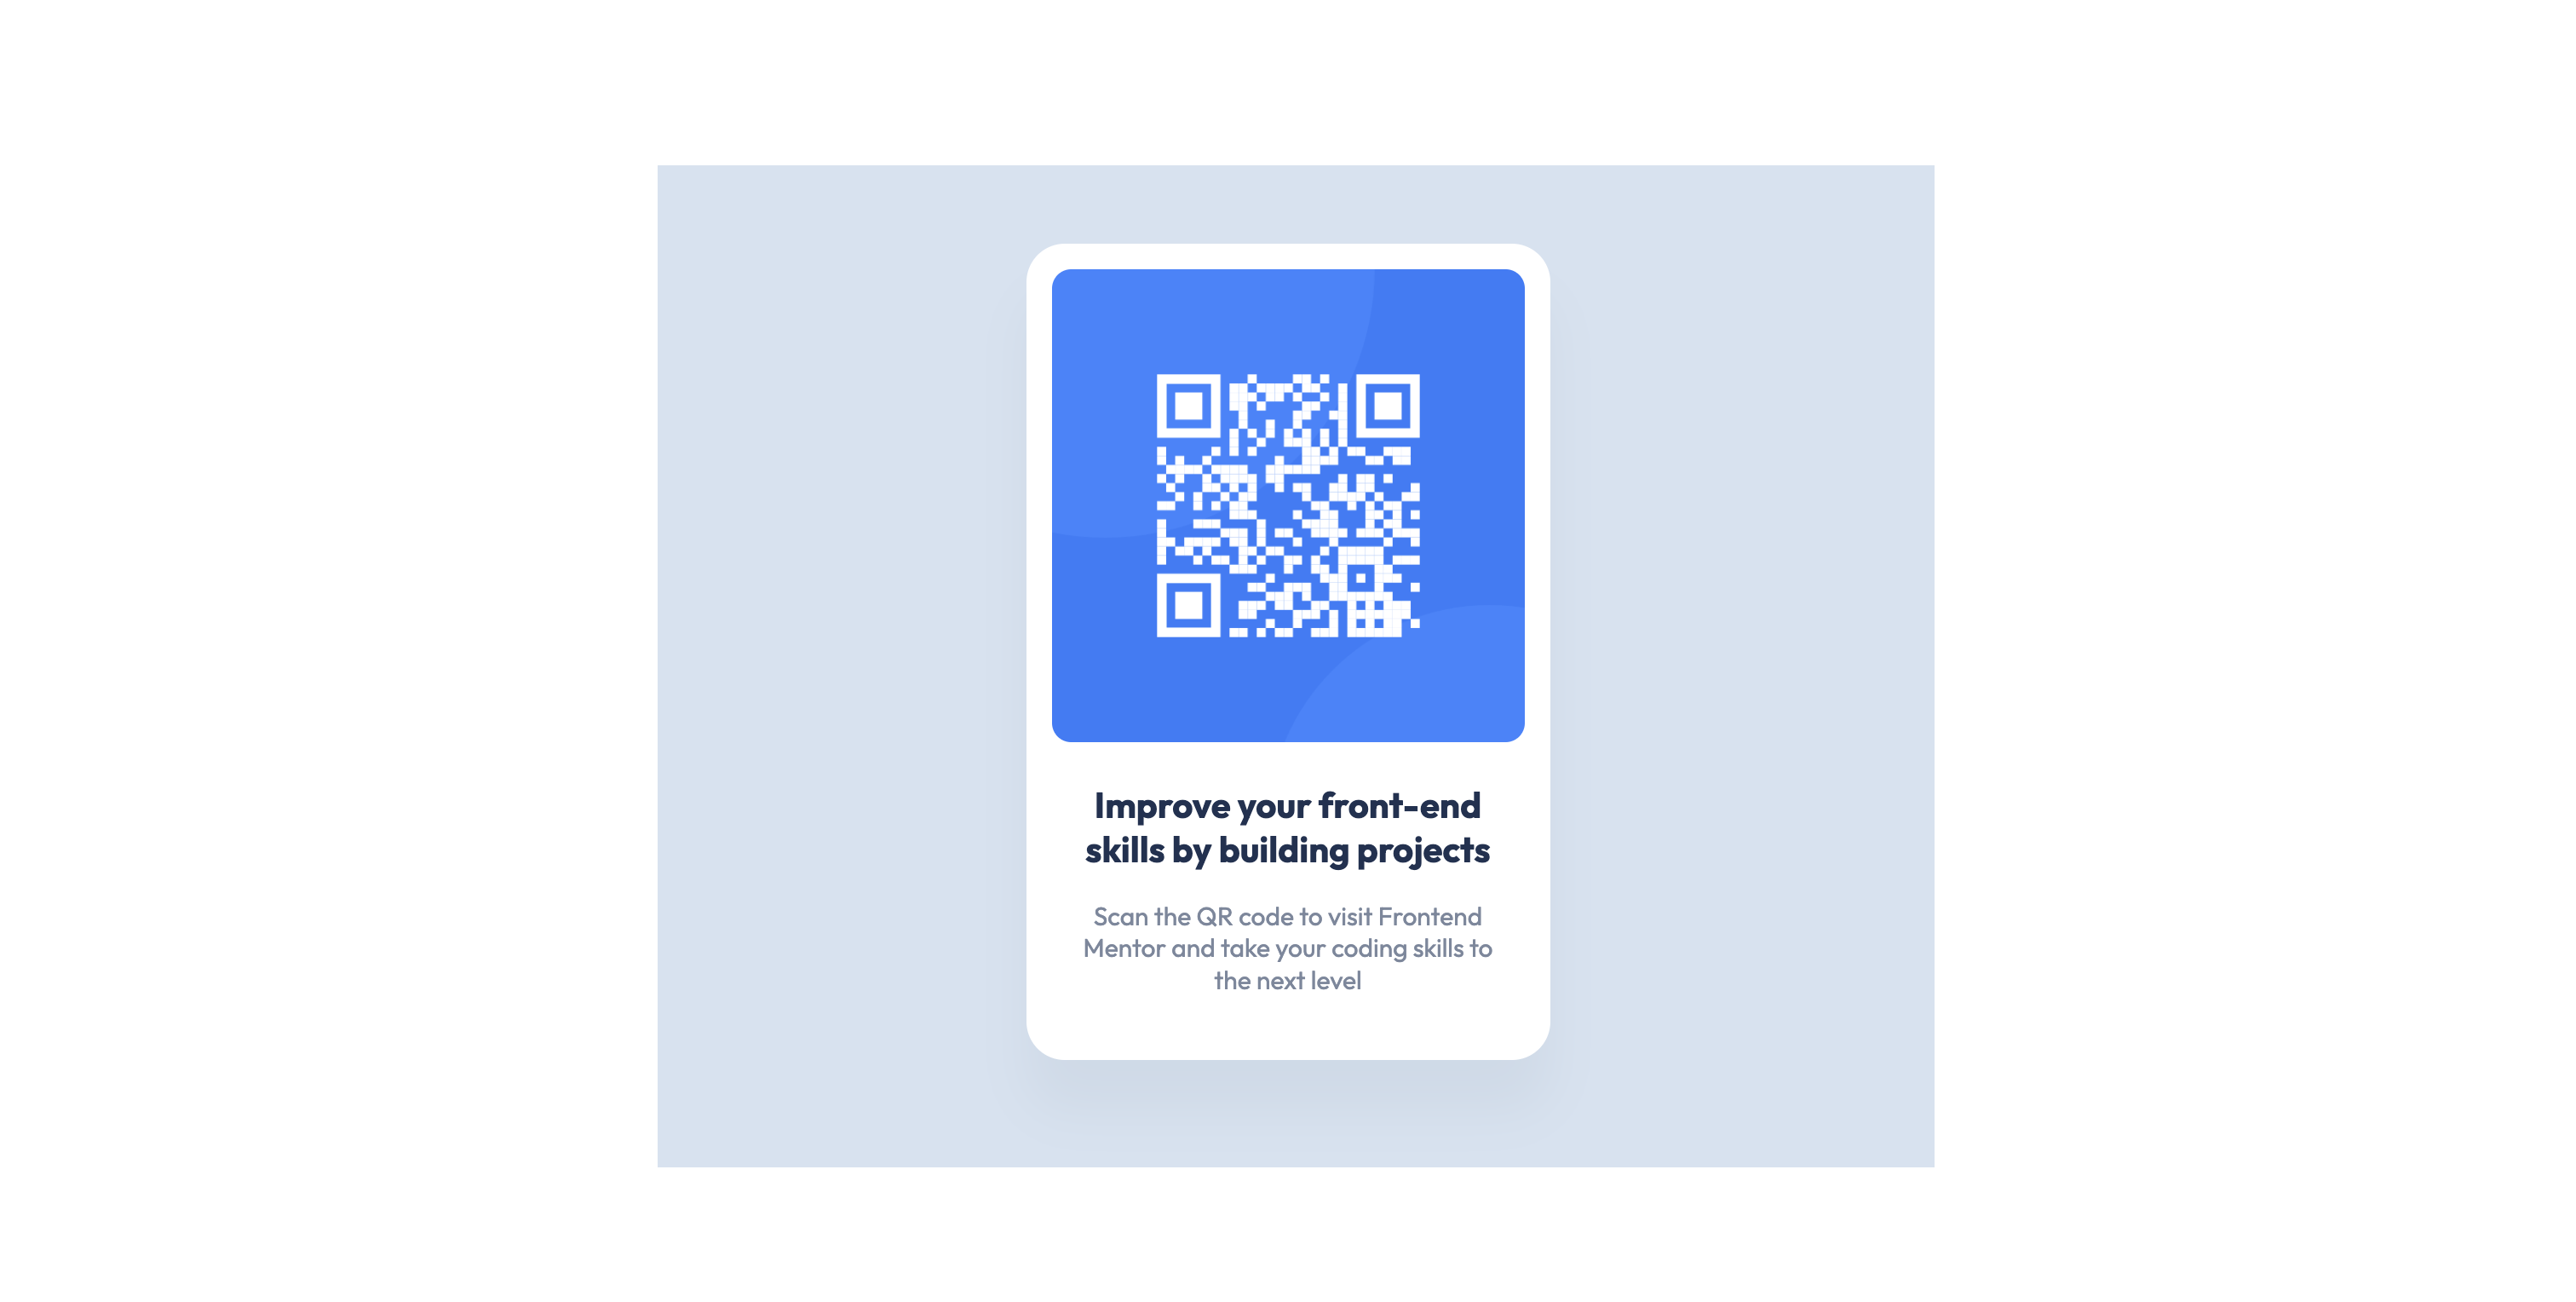 Improve your front-end
skills by building projects
Scan the QR code to visit Frontend
Mentor and take your coding skills to
the next level